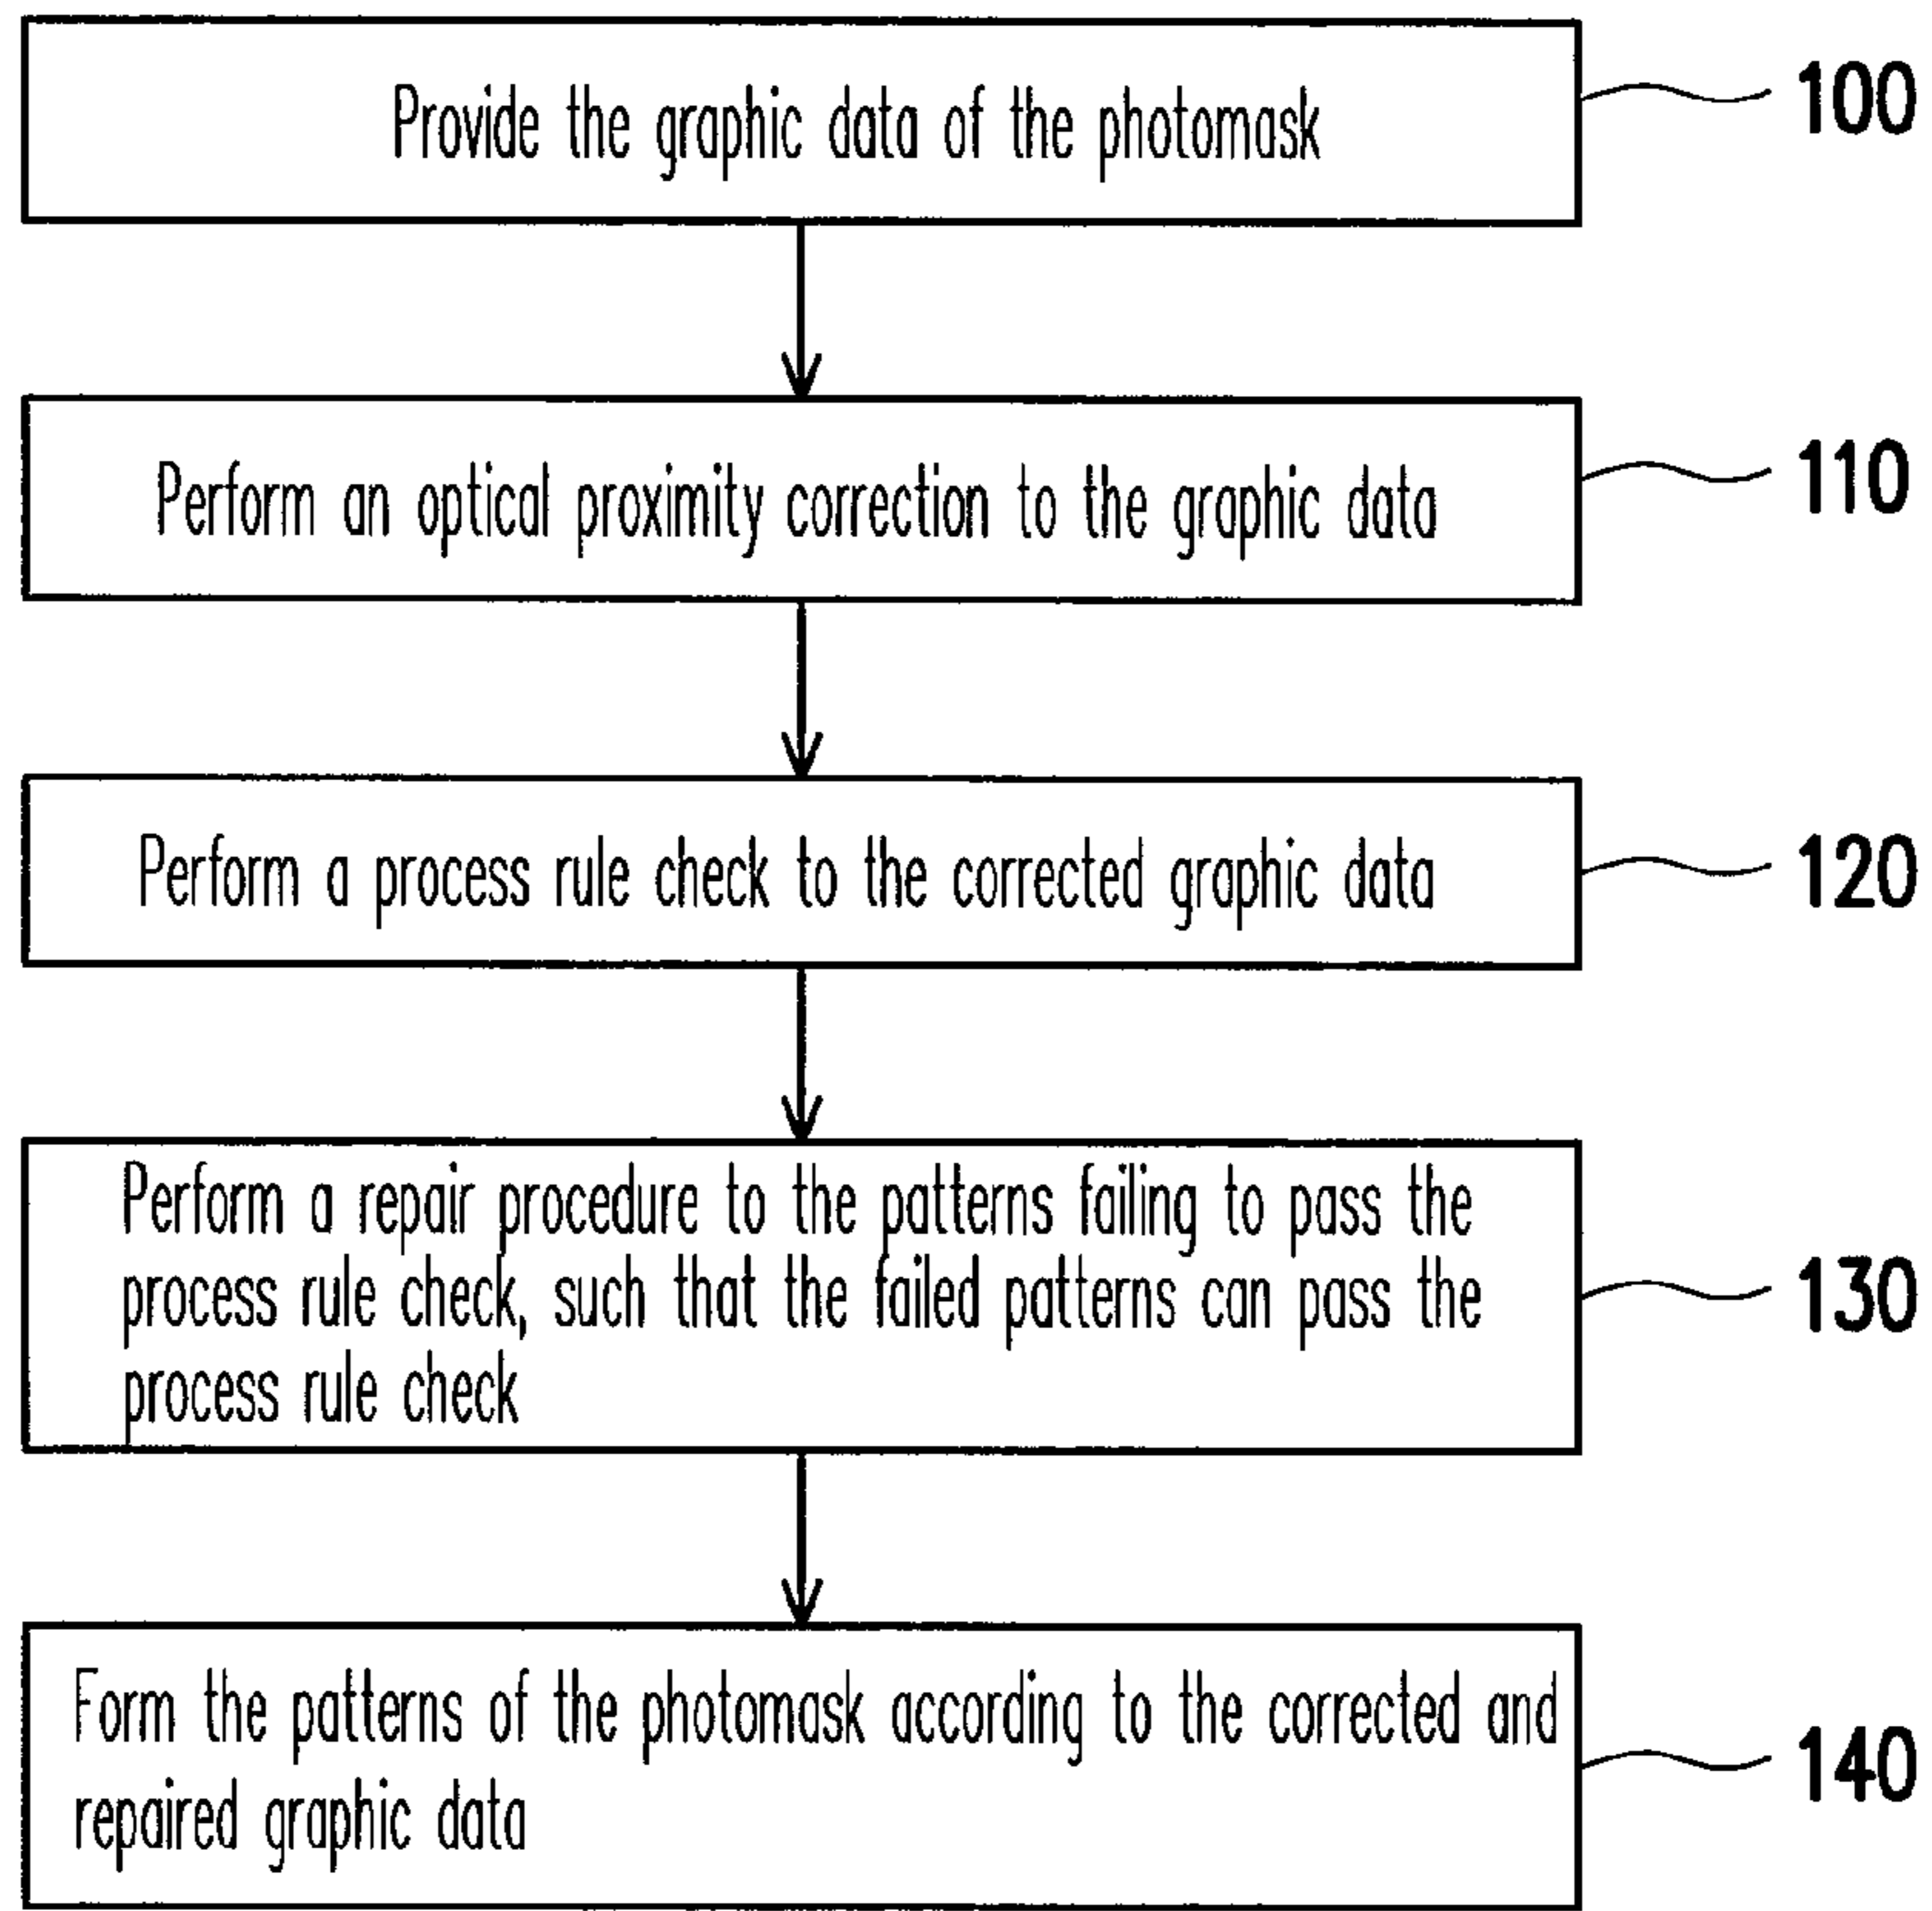 Provide the graphic data of the photomask
100
Perform an optical proximity correction to the graphic data
110
Perform a process rule check to the corrected graphic data
120
Perform a repair procedure to the patterns failing to pass the
process rule check, such that the failed patterns can pass the
process rule check
130
Form the patterns of the photomask according to the corrected and
repaired graphic data
140